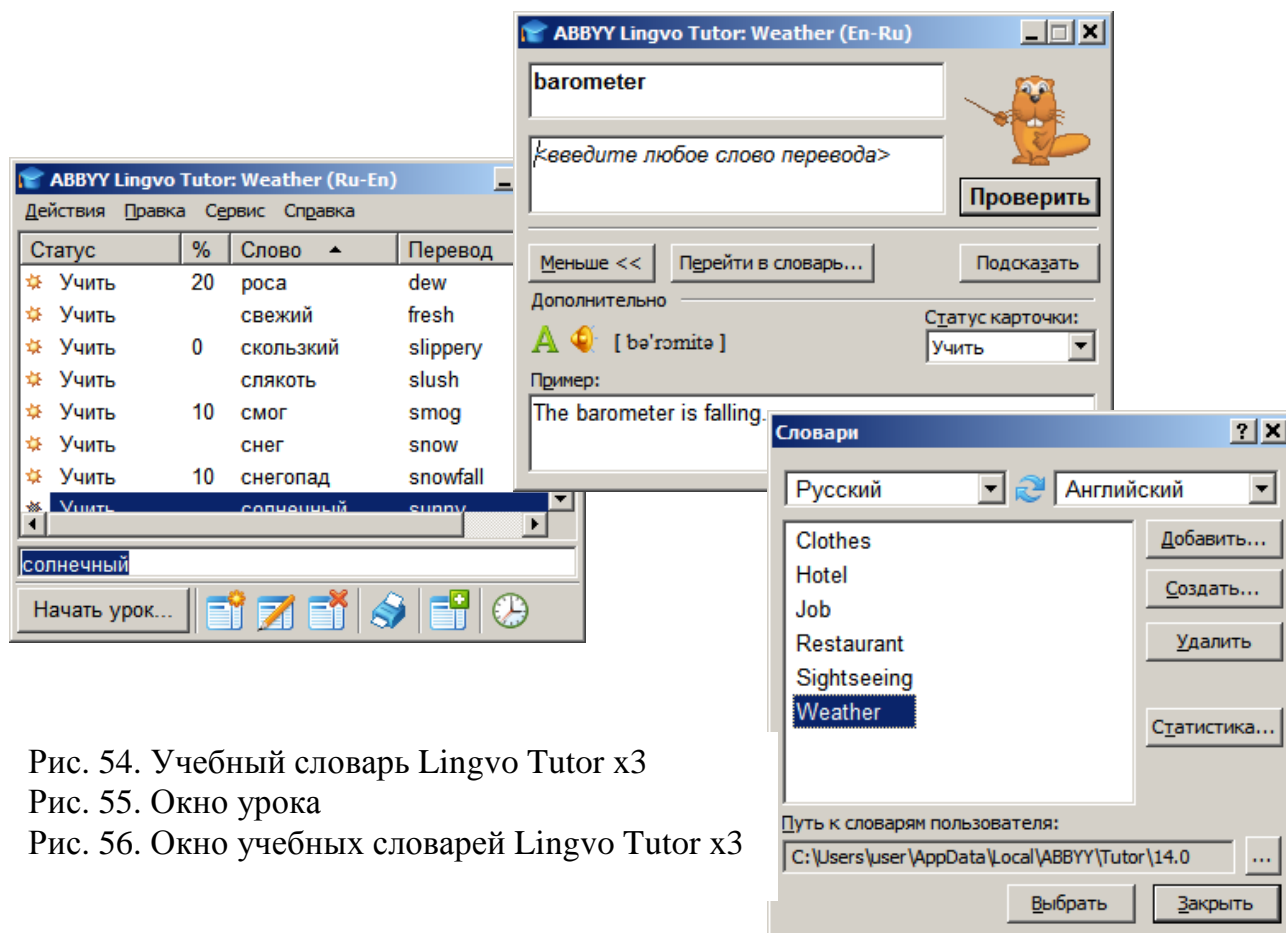 ABBYY Lingvo Tutor: Weather (En-Ru)
barometer
<введите любое слово перевода>
Проверить
Меньше <<
Перейти в словарь...
Подсказать
Дополнительно
Статус карточки:
[ bə'rɔmitə ]
Учить
Пример:
The barometer is falling.
ABBYY Lingvo Tutor: Weather (Ru-En)
Действия Правка Сервис Справка
Статус % Слово Перевод
Учить 20 роса dew
Учить свежий fresh
Учить 0 скользкий slippery
Учить слякоть slush
Учить 10 смог smog
Учить снег snow
Учить 10 снегопад snowfall
Учить солнечный sunny
солнечный
Начать урок...
Словари
Русский Английский
Clothes
Hotel
Job
Restaurant
Sightseeing
Weather
Добавить...
Создать...
Удалить
Статистика...
Путь к словарям пользователя:
C:\Users\user\AppData\Local\ABBYY\Tutor\14.0 ...
Выбрать Закрыть
Рис. 54. Учебный словарь Lingvo Tutor x3
Рис. 55. Окно урока
Рис. 56. Окно учебных словарей Lingvo Tutor x3